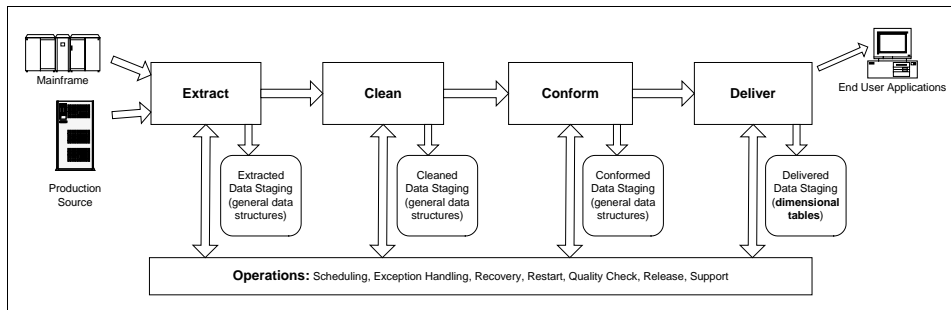 Mainframe
Production
Source
Extract
Clean
Conform
Deliver
End User Applications
Extracted
Data Staging
(general data
structures)
Cleaned
Data Staging
(general data
structures)
Conformed
Data Staging
(general data
structures)
Delivered
Data Staging
(dimensional
tables)
Operations: Scheduling, Exception Handling, Recovery, Restart, Quality Check, Release, Support